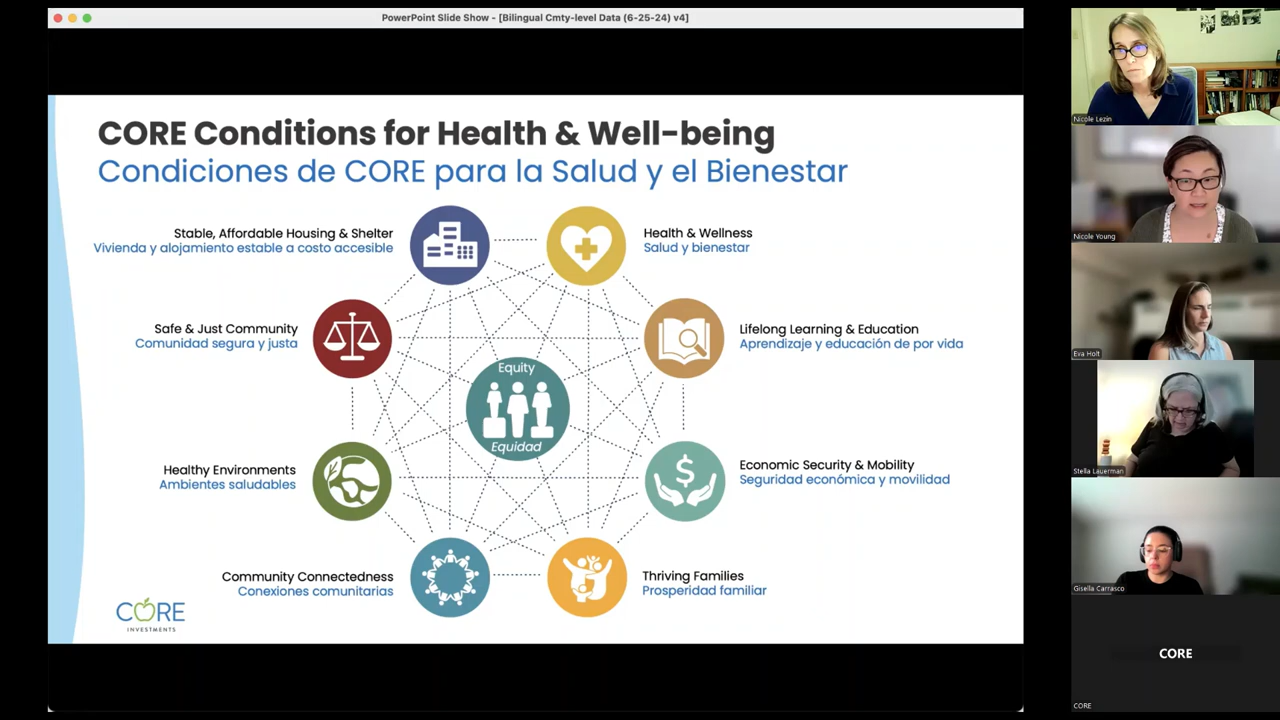 PowerPoint Slide Show - [Bilingual Cmty-level Data (6-25-24) v4]
CORE Conditions for Health & Well-being
Condiciones de CORE para la Salud y el Bienestar
Stable, Affordable Housing & Shelter
Vivienda y alojamiento estable a costo accesible
Health & Wellness
Salud y bienestar
Safe & Just Community
Comunidad segura y justa
Lifelong Learning & Education
Aprendizaje y educación de por vida
Equity
Equidad
Healthy Environments
Ambientes saludables
Economic Security & Mobility
Seguridad económica y movilidad
Community Connectedness
Conexiones comunitarias
Thriving Families
Prosperidad familiar
CORE
INVESTMENTS
Nicole Lezin
Nicole Young
Eva Holt
Stella Lauerman
Gisella Carrasco
CORE
CORE